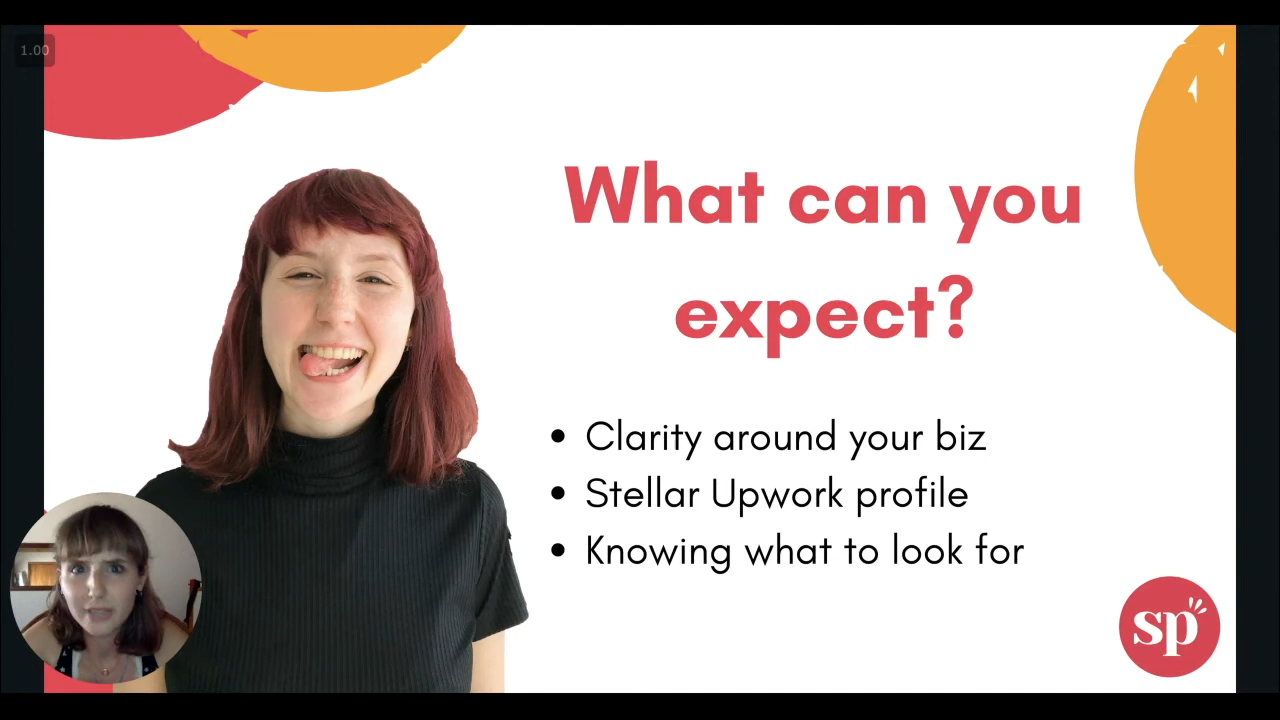 1.00
What can you
expect?
• Clarity around your biz
• Stellar Upwork profile
• Knowing what to look for
sp